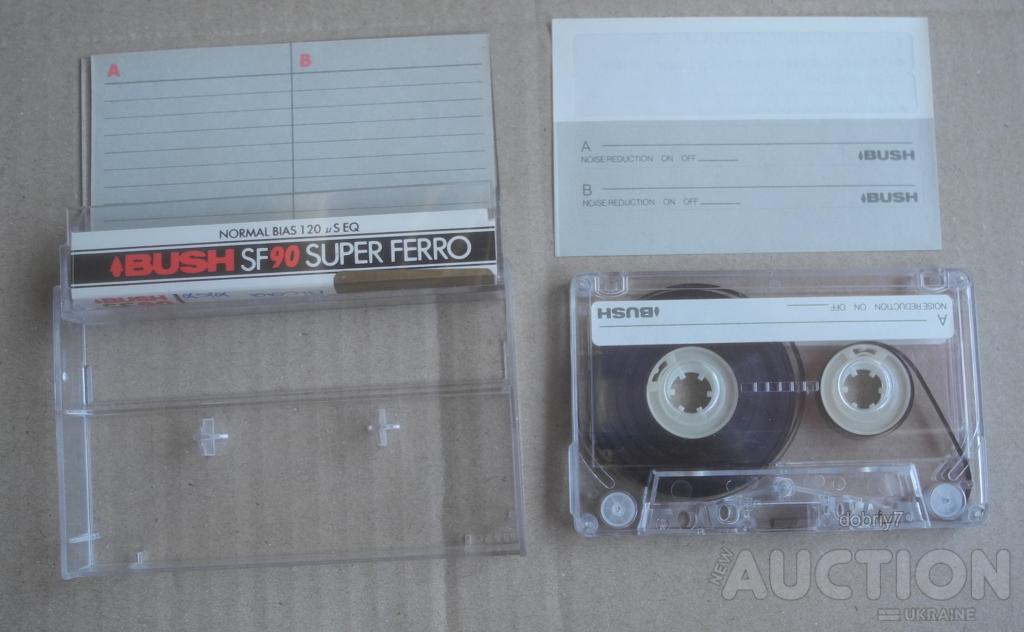 A B
NORMAL BIAS 120 µS EQ
BUSH SF90 SUPER FERRO
BUSH
A
NOISE REDUCTION ON OFF
BUSH
B
NOISE REDUCTION ON OFF
BUSH
A
NOISE REDUCTION ON OFF
BUSH
dobriy7
NEW AUCTION
UKRAINE